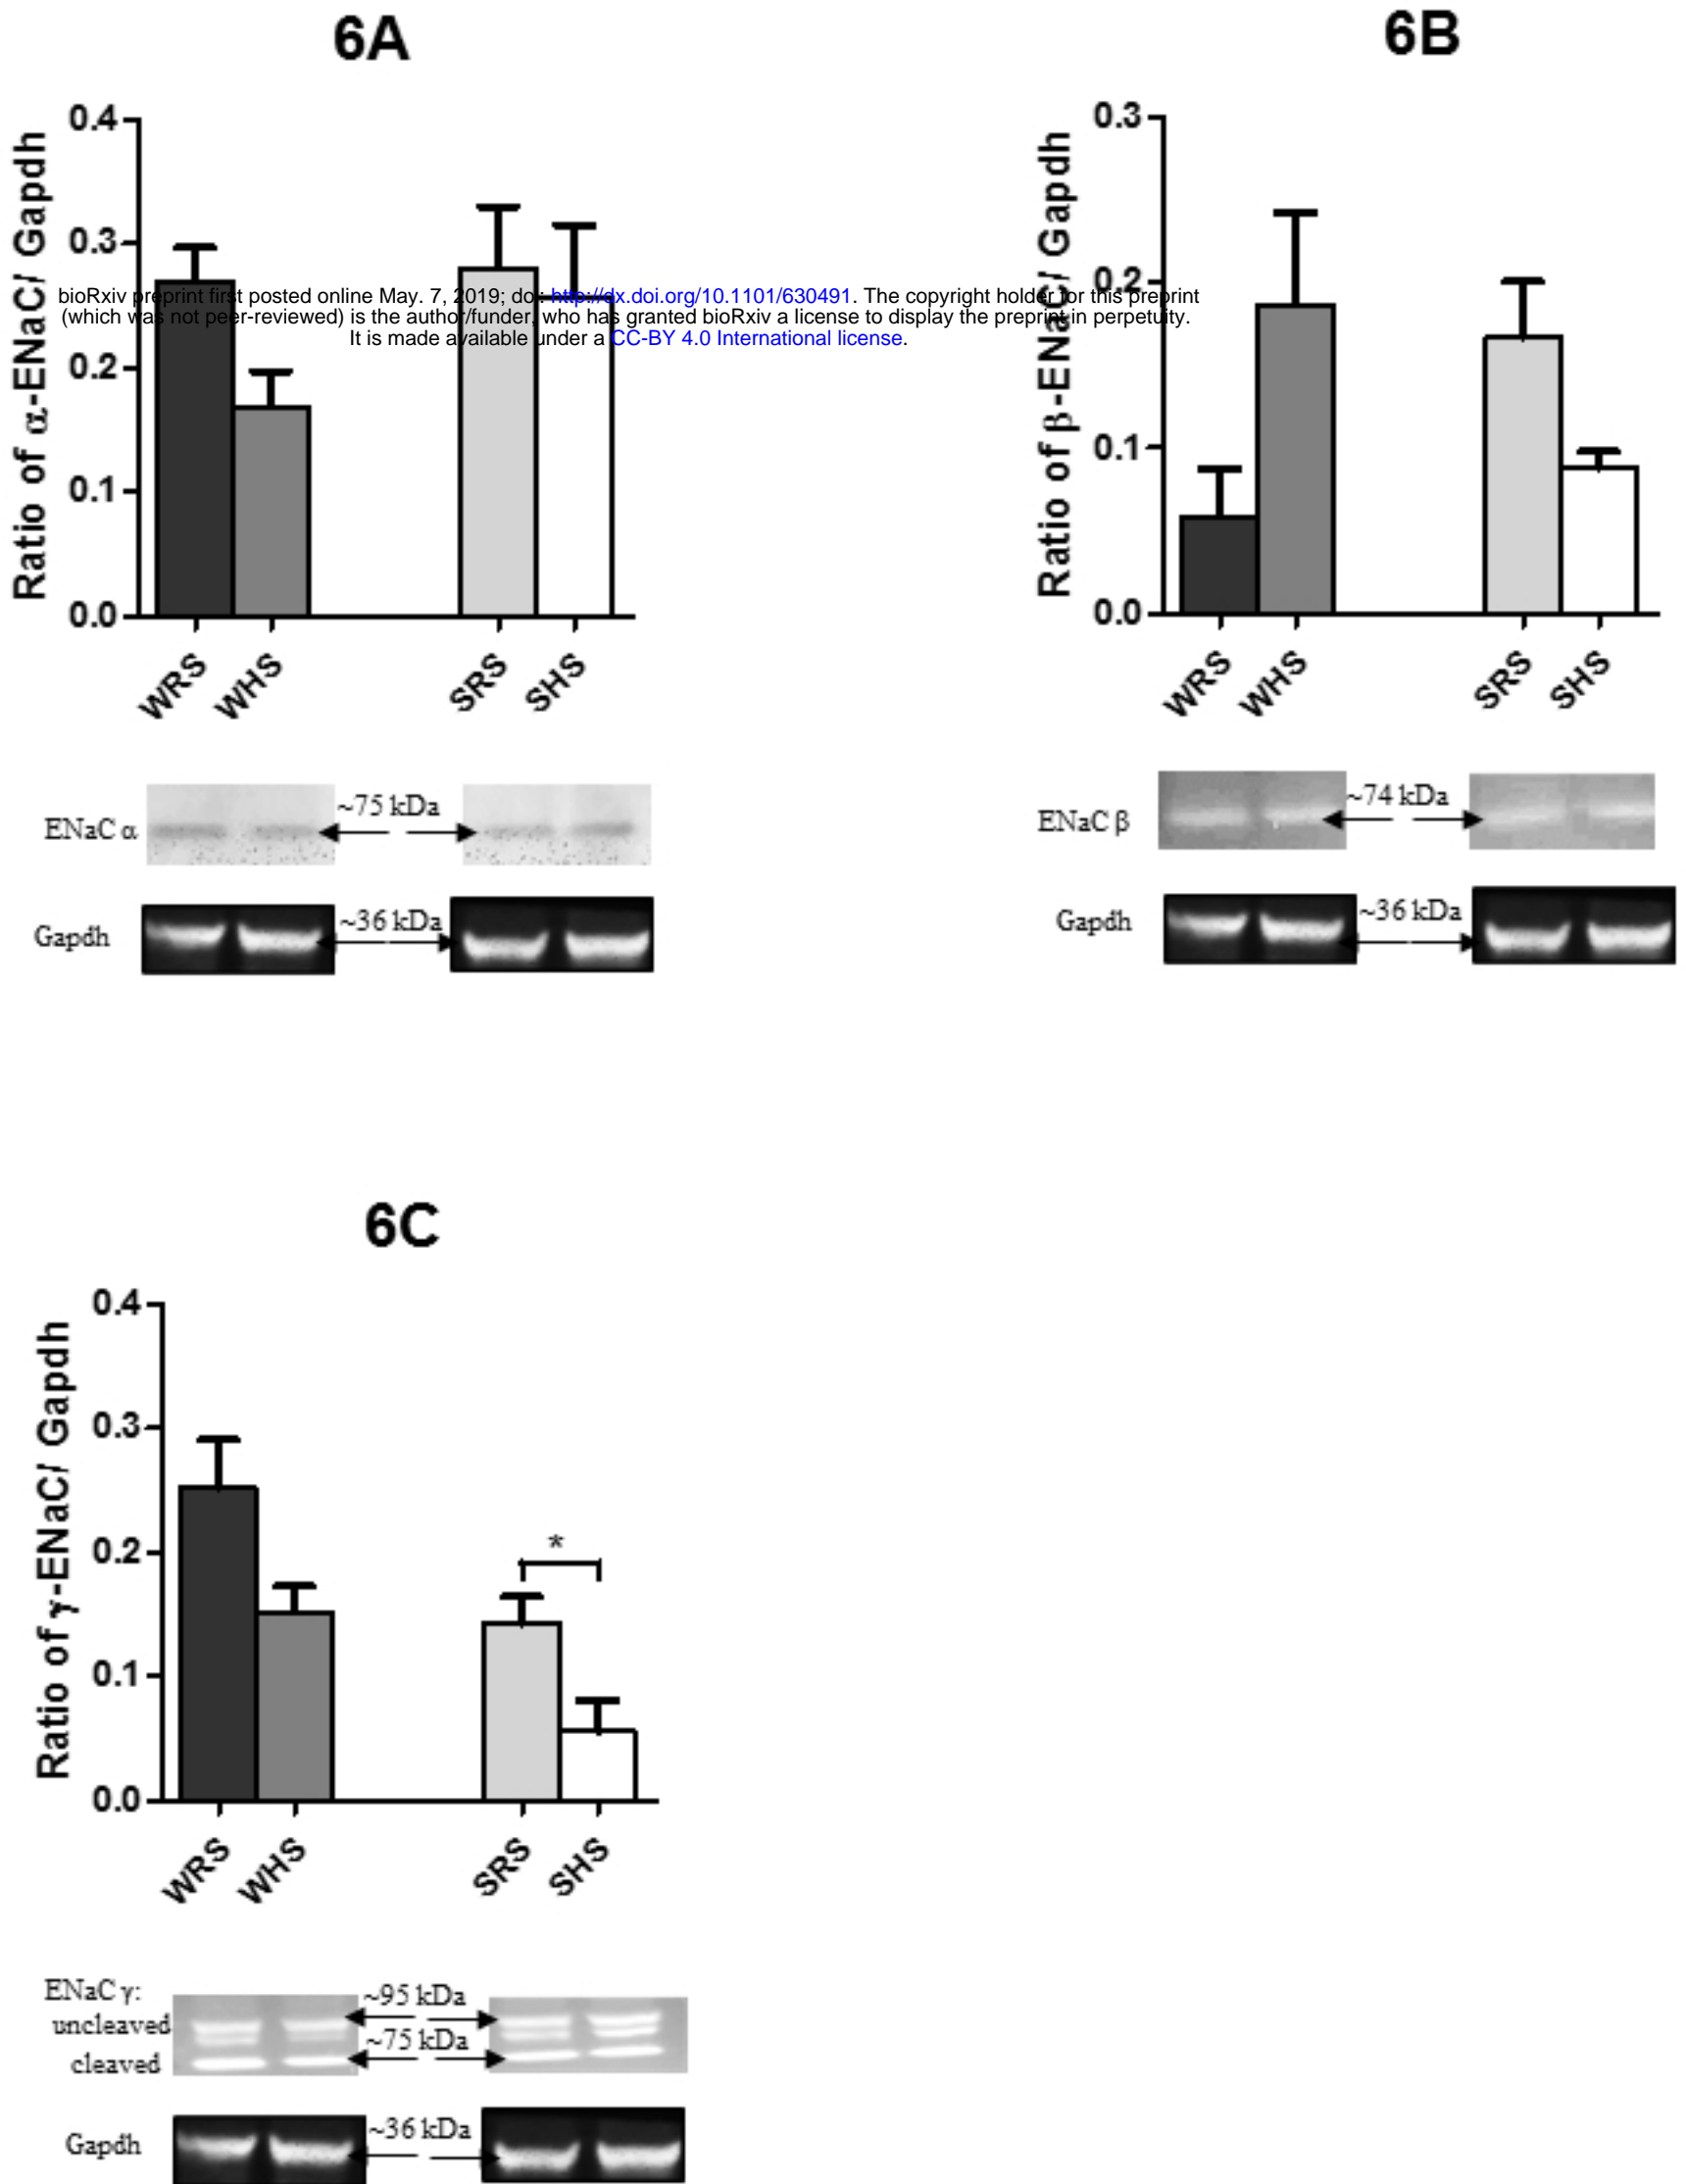 6A
6B
Ratio of α-ENaC/ Gapdh
0.4
0.3
0.2
0.1
0.0
WRS
WHS
SRS
SHS
Ratio of β-ENaC/ Gapdh
0.3
0.2
0.1
0.0
WRS
WHS
SRS
SHS
bioRxiv preprint first posted online May. 7, 2019; doi: http://dx.doi.org/10.1101/630491. The copyright holder for this preprint
(which was not peer-reviewed) is the author/funder, who has granted bioRxiv a license to display the preprint in perpetuity.
It is made available under a CC-BY 4.0 International license.
ENaC α
~75 kDa
Gapdh
~36 kDa
ENaC β
~74 kDa
Gapdh
~36 kDa
6C
Ratio of γ-ENaC/ Gapdh
0.4
0.3
0.2
0.1
0.0
*
WRS
WHS
SRS
SHS
ENaC γ:
uncleaved
cleaved
~95 kDa
~75 kDa
Gapdh
~36 kDa